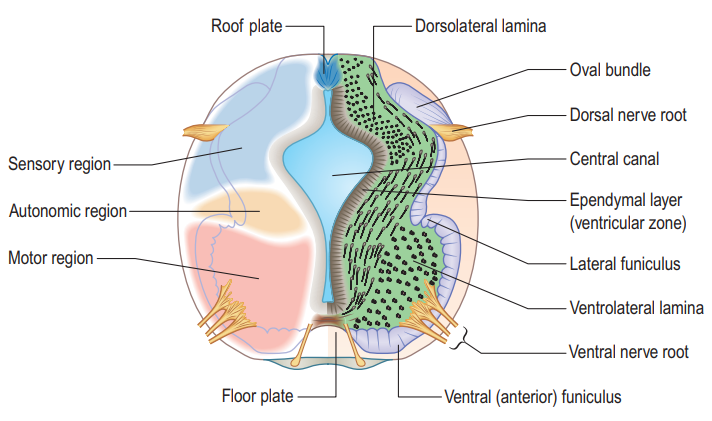 Roof plate
Dorsolateral lamina
Oval bundle
Dorsal nerve root
Central canal
Sensory region
Ependymal layer
(ventricular zone)
Autonomic region
Motor region
Lateral funiculus
Ventrolateral lamina
Ventral nerve root
Floor plate
Ventral (anterior) funiculus